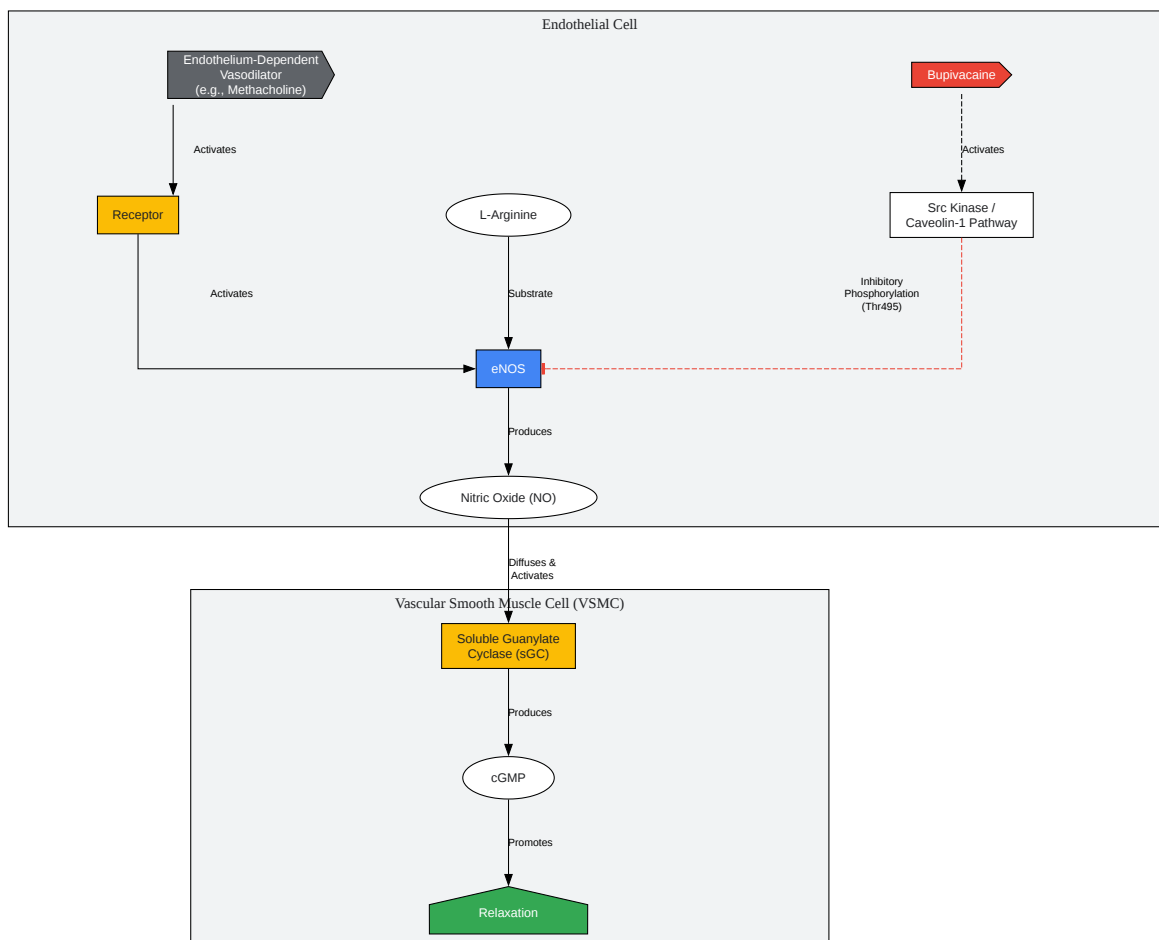 Endothelial Cell
Endothelium-Dependent
Vasodilator
(e.g., Methacholine)
Bupivacaine
Activates
Activates
Receptor
L-Arginine
Src Kinase /
Caveolin-1 Pathway
Activates
Substrate
Inhibitory
Phosphorylation
(Thr495)
eNOS
Produces
Nitric Oxide (NO)
Diffuses &
Activates
Vascular Smooth Muscle Cell (VSMC)
Soluble Guanylate
Cyclase (sGC)
Produces
cGMP
Promotes
Relaxation